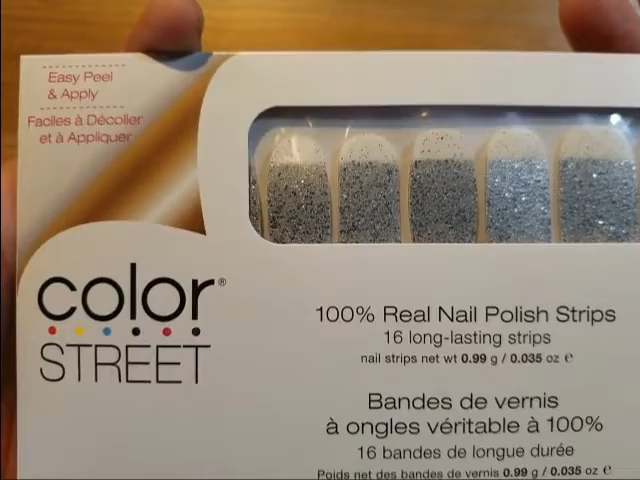 Easy Peel
& Apply
Faciles à Décoller
et à Appliquer
color®
STREET
100% Real Nail Polish Strips
16 long-lasting strips
nail strips net wt 0.99 g / 0.035 oz ℮
Bandes de vernis
à ongles véritable à 100%
16 bandes de longue durée
Poids net des bandes de vernis 0.99 g / 0.035 oz ℮